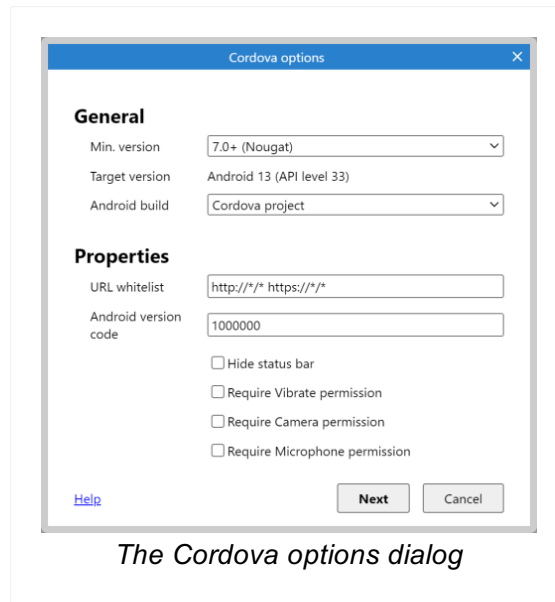 Cordova options
General
Min. version
7.0+ (Nougat)
Target version
Android 13 (API level 33)
Android build
Cordova project
Properties
URL whitelist
http://*/* https://*/*
Android version
code
1000000
Hide status bar
Require Vibrate permission
Require Camera permission
Require Microphone permission
Help
Next
Cancel
The Cordova options dialog